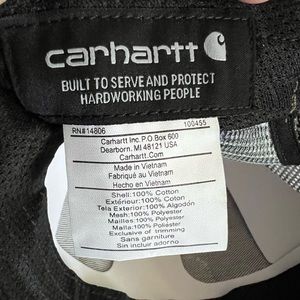 carhartt
BUILT TO SERVE AND PROTECT
HARDWORKING PEOPLE
RN#14806 100455
Carhartt Inc.P.O.Box 600
Dearborn, MI 48121 USA
Carhartt.Com
Made in Vietnam
Fabriqué au Vietnam
Hecho en Vietnam
Shell:100% Cotton
Extérieur:100% Coton
Tela Exterior:100% Algodón
Mesh:100% Polyester
Mailles:100% Polyester
Malla:100% Polyester
Exclusive of trimming
Sans garniture
Sin incluir adorno